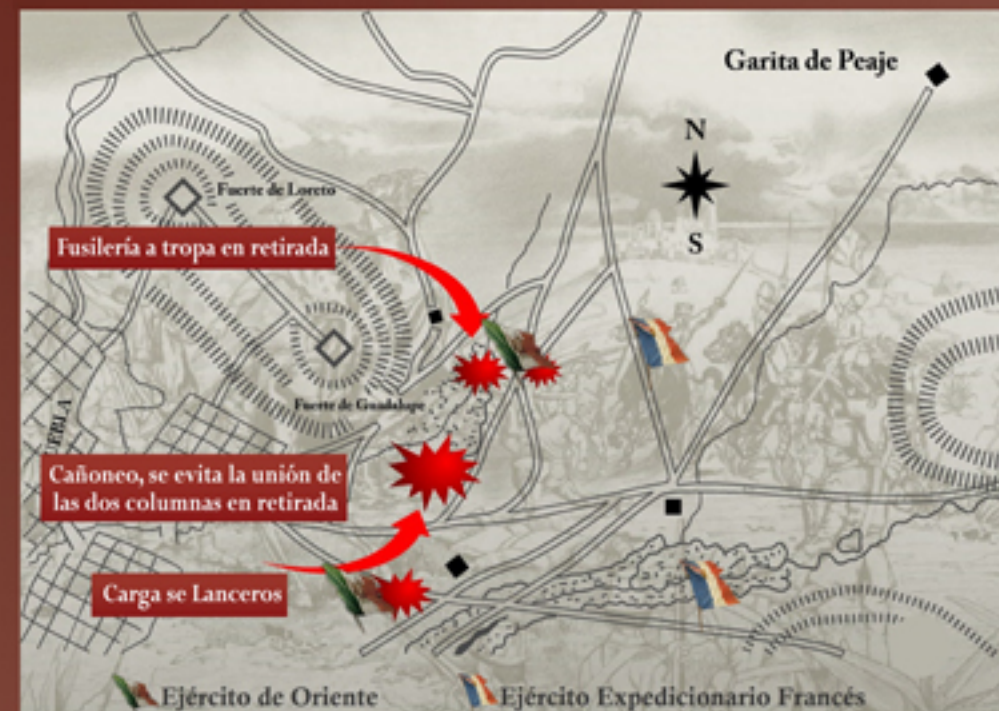 Garita de Peaje
N
S
Fuerte de Loreto
Fusilería a tropa en retirada
Fuerte de Guadalupe
Cañoneo, se evita la unión de
las dos columnas en retirada
Carga se Lanceros
Ejército de Oriente
Ejército Expedicionario Francés